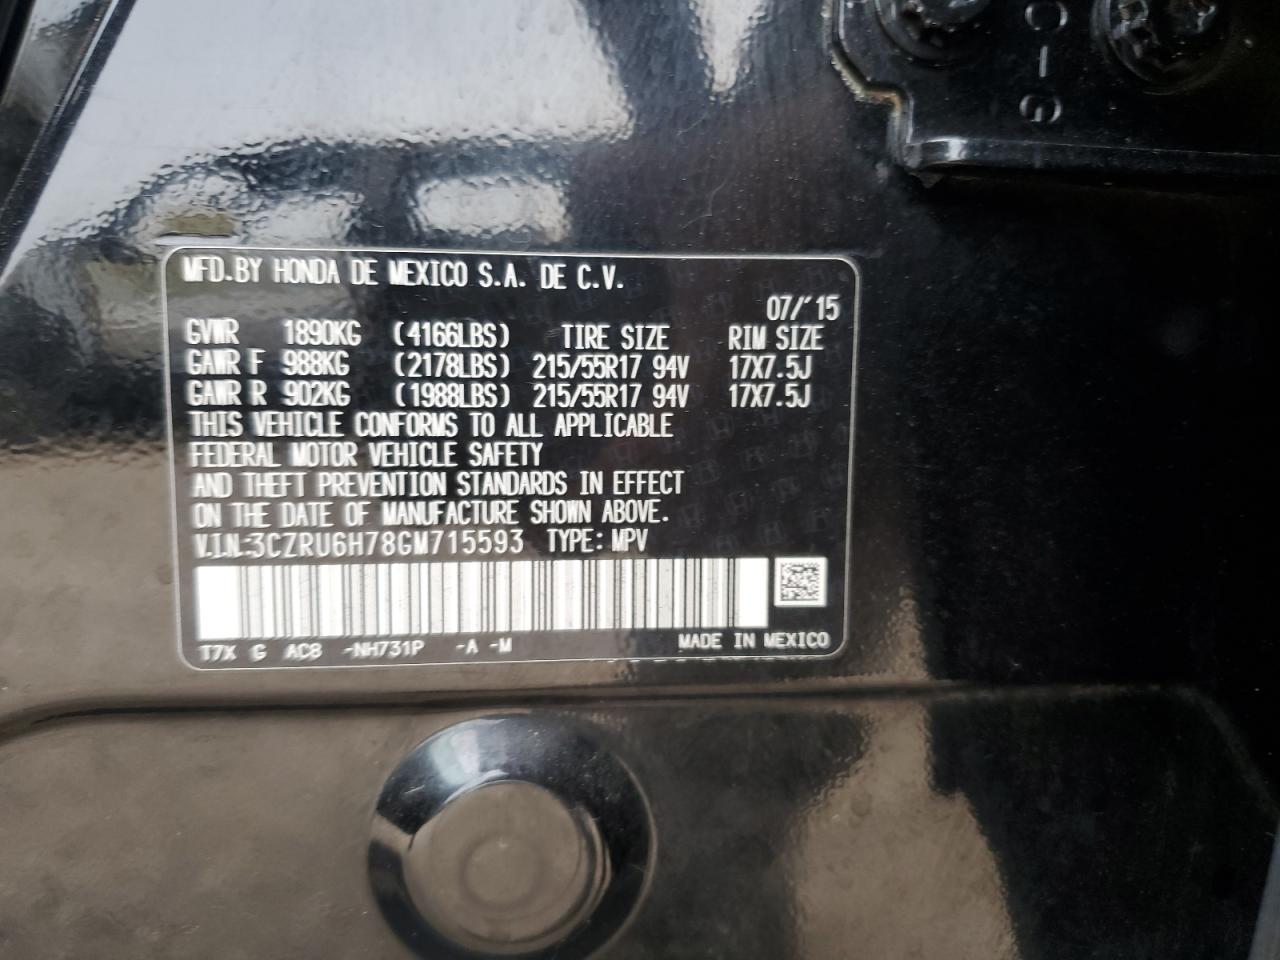 MFD.BY HONDA DE MEXICO S.A. DE C.V.
07/'15
GVWR 1890KG (4166LBS) TIRE SIZE RIM SIZE
GAWR F 988KG (2178LBS) 215/55R17 94V 17X7.5J
GAWR R 902KG (1988LBS) 215/55R17 94V 17X7.5J
THIS VEHICLE CONFORMS TO ALL APPLICABLE
FEDERAL MOTOR VEHICLE SAFETY
AND THEFT PREVENTION STANDARDS IN EFFECT
ON THE DATE OF MANUFACTURE SHOWN ABOVE.
V.I.N.:3CZRU6H78GM715593 TYPE: MPV
T7X G AC8 -NH731P -A -M MADE IN MEXICO